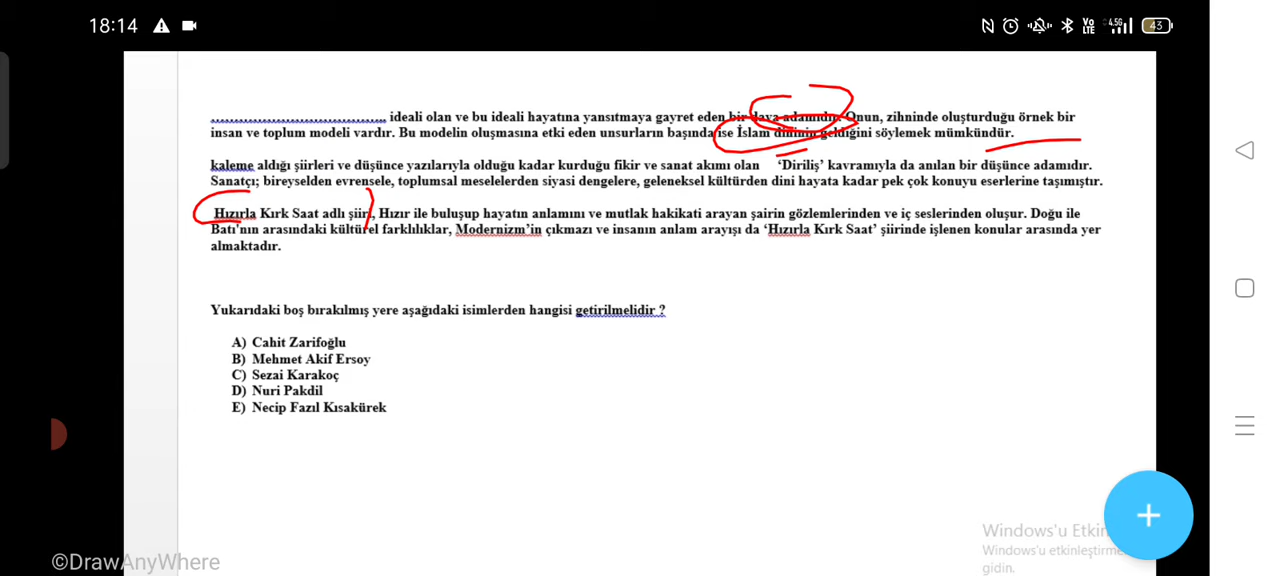 18:14
Vo LTE 4.5G 43
........................................ ideali olan ve bu ideali hayatına yansıtmaya gayret eden bir dava adamıdır. Onun, zihninde oluşturduğu örnek bir
insan ve toplum modeli vardır. Bu modelin oluşmasına etki eden unsurların başında ise İslam dininin geldiğini söylemek mümkündür.
kaleme aldığı şiirleri ve düşünce yazılarıyla olduğu kadar kurduğu fikir ve sanat akımı olan ‘Diriliş’ kavramıyla da anılan bir düşünce adamıdır.
Sanatçı; bireyselden evrensele, toplumsal meselelerden siyasi dengelere, geleneksel kültürden dini hayata kadar pek çok konuyu eserlerine taşımıştır.
Hızırla Kırk Saat adlı şiiri, Hızır ile buluşup hayatın anlamını ve mutlak hakikati arayan şairin gözlemlerinden ve iç seslerinden oluşur. Doğu ile
Batı’nın arasındaki kültürel farklılıklar, Modernizm’in çıkmazı ve insanın anlam arayışı da ‘Hızırla Kırk Saat’ şiirinde işlenen konular arasında yer
almaktadır.
Yukarıdaki boş bırakılmış yere aşağıdaki isimlerden hangisi getirilmelidir ?
A) Cahit Zarifoğlu
B) Mehmet Akif Ersoy
C) Sezai Karakoç
D) Nuri Pakdil
E) Necip Fazıl Kısakürek
Windows'u Etkin
Windows'u etkinleştirme
gidin.
©DrawAnyWhere